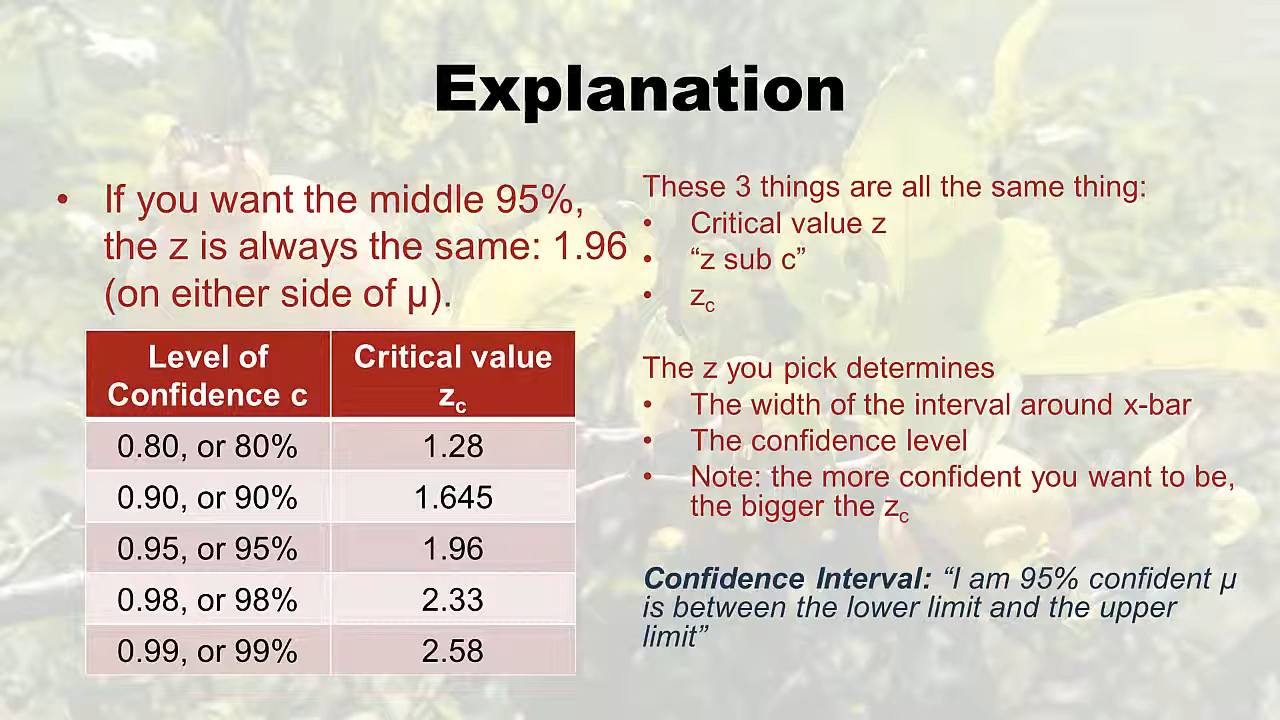 Explanation
• If you want the middle 95%,
the z is always the same: 1.96
(on either side of μ).
Level of Confidence c | Critical value zc
0.80, or 80% | 1.28
0.90, or 90% | 1.645
0.95, or 95% | 1.96
0.98, or 98% | 2.33
0.99, or 99% | 2.58
These 3 things are all the same thing:
• Critical value z
• “z sub c”
• zc
The z you pick determines
• The width of the interval around x-bar
• The confidence level
• Note: the more confident you want to be,
the bigger the zc
Confidence Interval: “I am 95% confident μ
is between the lower limit and the upper
limit”